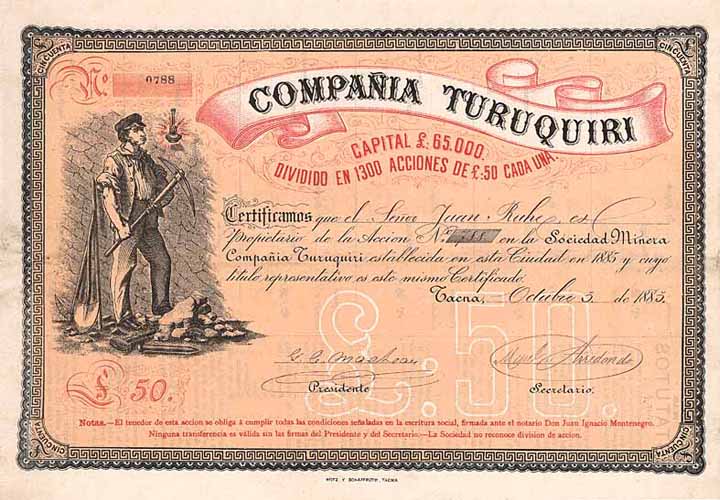 CINCUENTA
CINCUENTA
Nº 0788
COMPAÑIA TURUQUIRI
CAPITAL £: 65.000.
DIVIDIDO EN 1300 ACCIONES DE £:50 CADA UNA.
Certificamos que el Señor Juan es
propietario de la Accion Nº 788 en la Sociedad Minera
Compañia Turuquiri establecida en esta Ciudad en 1885 y cuyo
titulo representativo es este mismo Certificado.
Tacna, Octubre 3 de 1885.
£:50.
Miguel Arredondo
Presidente Secretario.
£ 50.
NOTAS.—El tenedor de esta accion se obliga á cumplir todas las condiciones señaladas en la escritura social, firmada ante el notario Don Juan Ignacio Montenegro.
Ninguna transferencia es válida sin las firmas del Presidente y del Secretario.—La Sociedad no reconoce division de accion.
CINCUENTA
CINCUENTA
Y TACNA